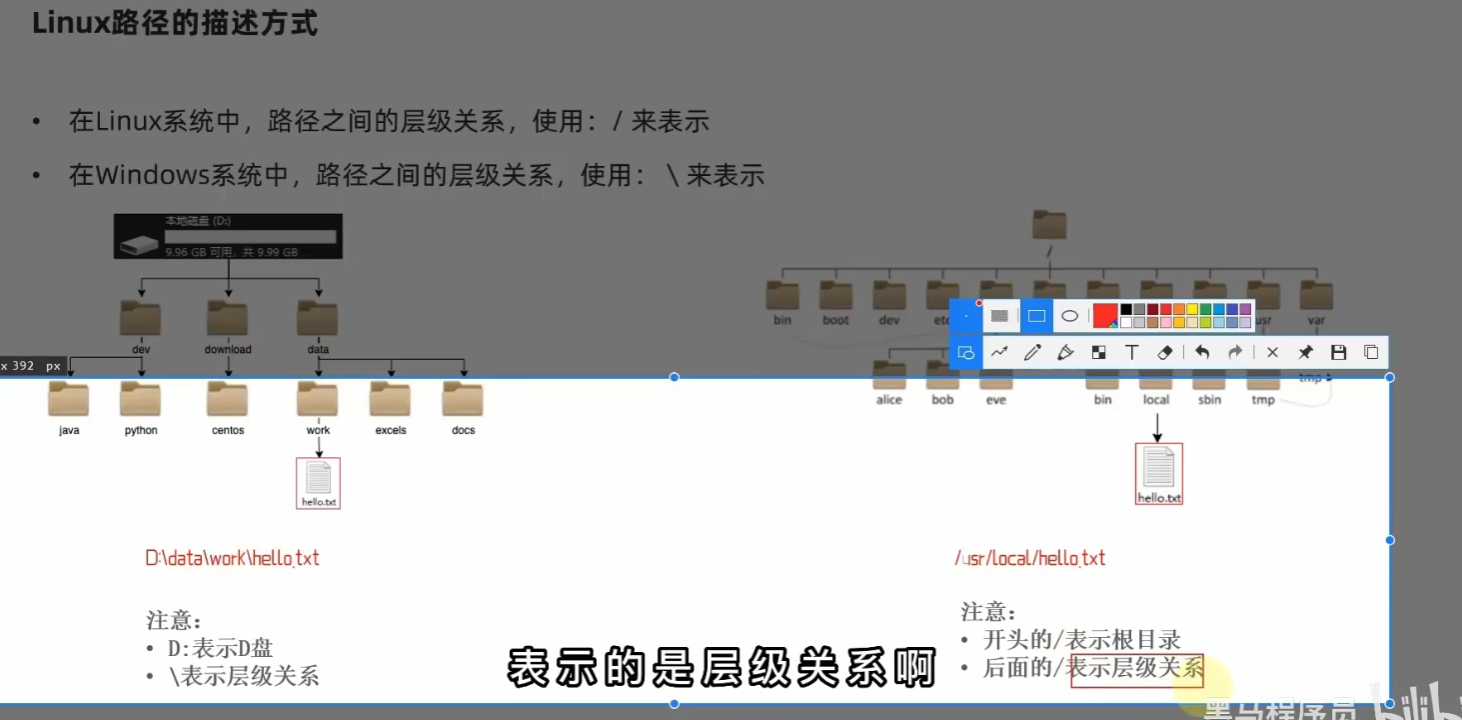 Linux路径的描述方式
• 在Linux系统中，路径之间的层级关系，使用：/ 来表示
• 在Windows系统中，路径之间的层级关系，使用： \ 来表示
本地磁盘 (D:)
9.96 GB 可用，共 9.99 GB
/
bin boot dev etc usr var
dev download data
x 392 px
T
tmp
java python centos work excels docs
alice bob eve bin local sbin tmp
hello.txt
hello.txt
D:\data\work\hello.txt
/usr/local/hello.txt
注意：
• D:表示D盘
• \表示层级关系
注意：
• 开头的/表示根目录
• 后面的/表示层级关系
表示的是层级关系啊
黑马程序员